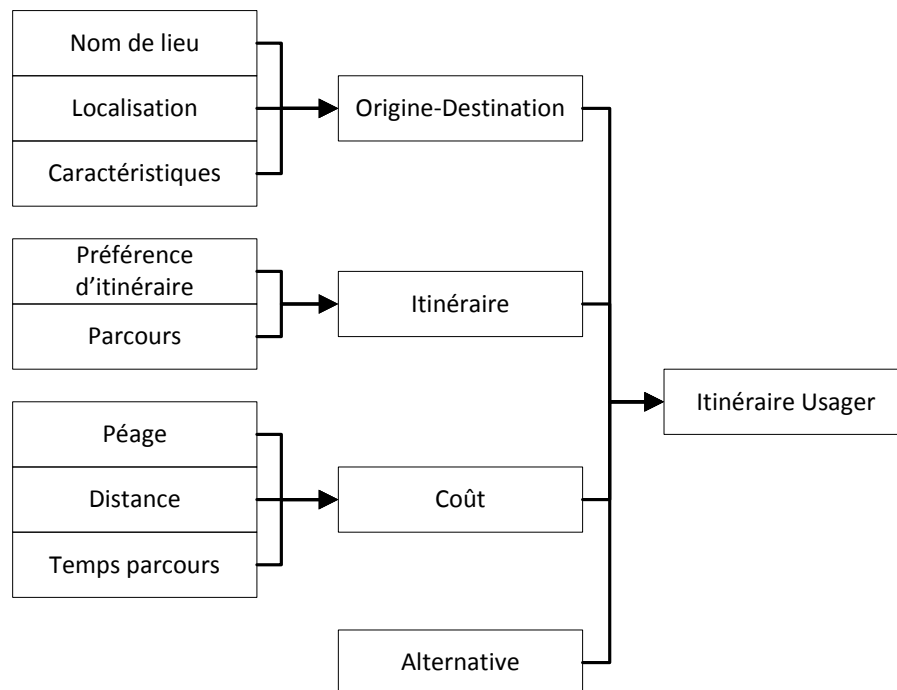 Nom de lieu
Localisation
Caractéristiques
Origine-Destination
Préférence
d’itinéraire
Parcours
Itinéraire
Péage
Distance
Temps parcours
Coût
Alternative
Itinéraire Usager